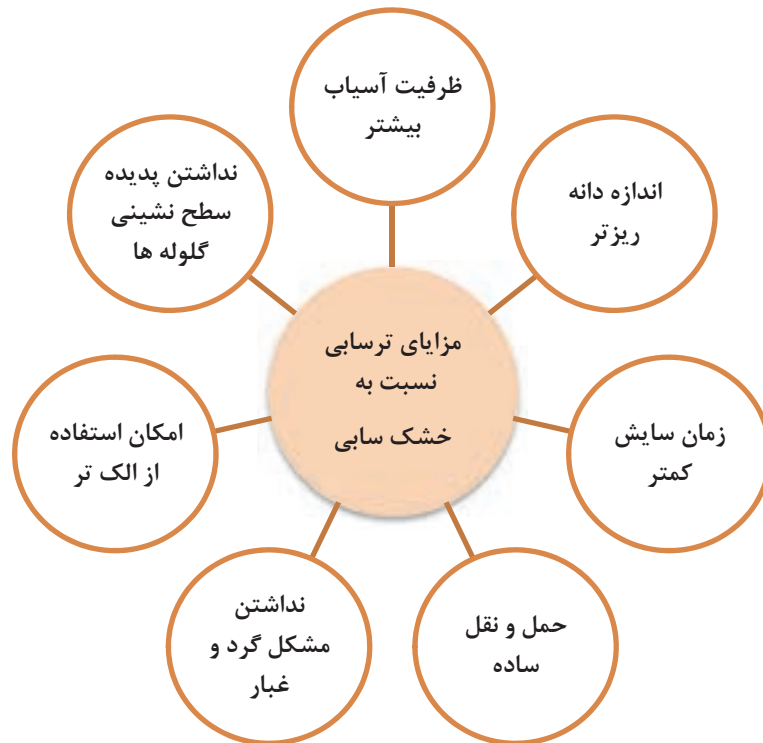 مزایای ترسابی
نسبت به
خشک سابی
ظرفیت آسیاب
بیشتر
اندازه دانه
ریزتر
زمان سایش
کمتر
حمل و نقل
ساده
نداشتن
مشکل گرد و
غبار
امکان استفاده
از الک تر
نداشتن پدیده
سطح نشینی
گلوله ها